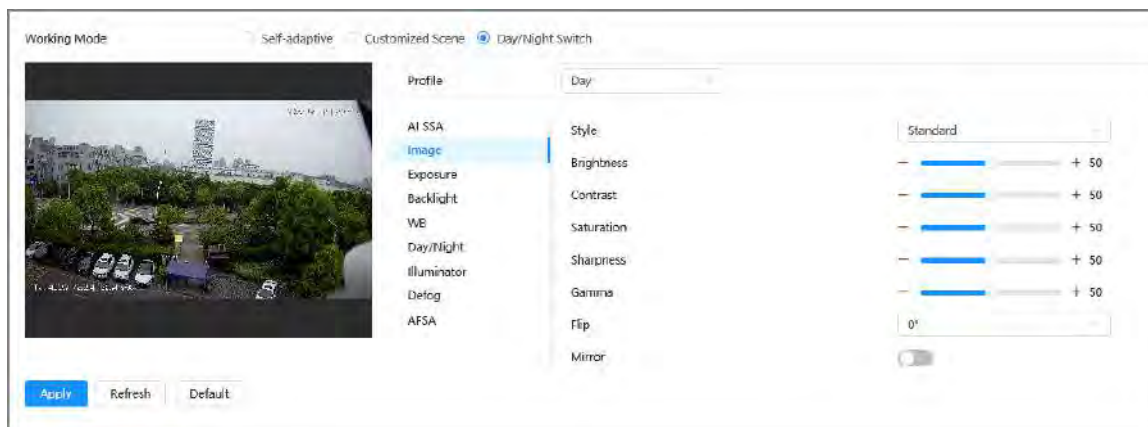 Working Mode Self-adaptive Customized Scene Day/Night Switch
Profile Day
AI SSA
Image
Exposure
Backlight
WB
Day/Night
Illuminator
Defog
AFSA
Style Standard
Brightness - + 50
Contrast - + 50
Saturation - + 50
Sharpness - + 50
Gamma - + 50
Flip 0°
Mirror
Apply Refresh Default